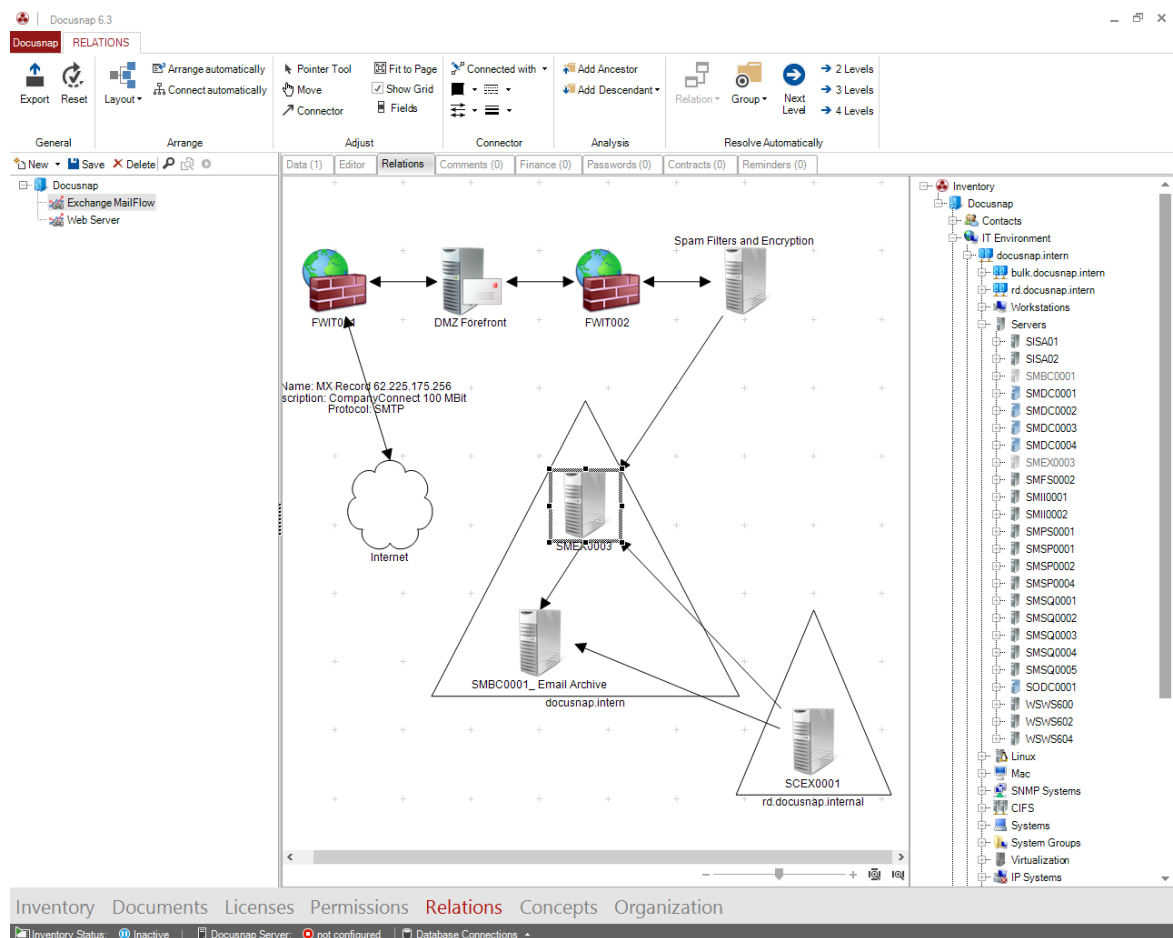 Docusnap 6.3
Docusnap RELATIONS
Export Reset Layout
Arrange automatically
Connect automatically
Pointer Tool
Move
Connector
Fit to Page
Show Grid
Fields
Connected with
Add Ancestor
Add Descendant
Relation Group Next Level
2 Levels
3 Levels
4 Levels
General Arrange Adjust Connector Analysis Resolve Automatically
New Save Delete
Data (1) Editor Relations Comments (0) Finance (0) Passwords (0) Contracts (0) Reminders (0)
Docusnap
Exchange MailFlow
Web Server
Spam Filters and Encryption
FWIT001 DMZ Forefront FWIT002
Name: MX Record 62.225.175.256
scription: CompanyConnect 100 MBit
Protocol: SMTP
Internet
SMEX0003
SMBC0001_ Email Archive
docusnap.intern
SCEX0001
rd.docusnap.internal
Inventory
Docusnap
Contacts
IT Environment
docusnap.intern
bulk.docusnap.intern
rd.docusnap.intern
Workstations
Servers
SISA01
SISA02
SMBC0001
SMDC0001
SMDC0002
SMDC0003
SMDC0004
SMEX0003
SMFS0002
SMII0001
SMII0002
SMPS0001
SMSP0001
SMSP0002
SMSP0004
SMSQ0001
SMSQ0002
SMSQ0003
SMSQ0004
SMSQ0005
SODC0001
WSWS600
WSWS602
WSWS604
Linux
Mac
SNMP Systems
CIFS
Systems
System Groups
Virtualization
IP Systems
Inventory Documents Licenses Permissions Relations Concepts Organization
Inventory Status: Inactive Docusnap Server: not configured Database Connections